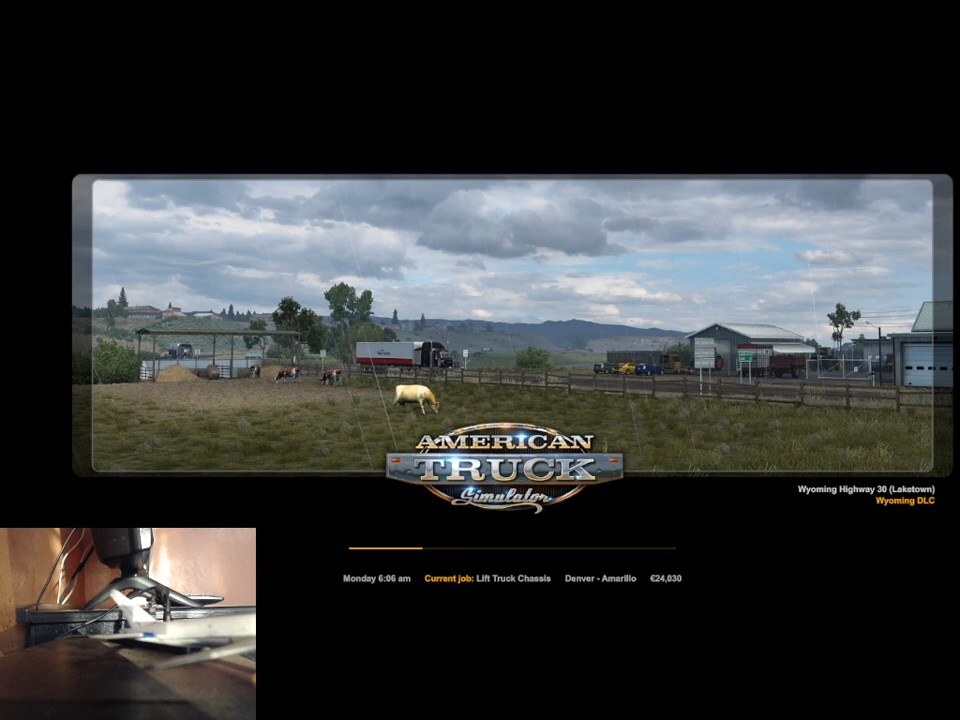 AMERICAN
TRUCK
Simulator
Wyoming Highway 30 (Laketown)
Wyoming DLC
Monday 6:06 am Current job: Lift Truck Chassis Denver - Amarillo €24,030